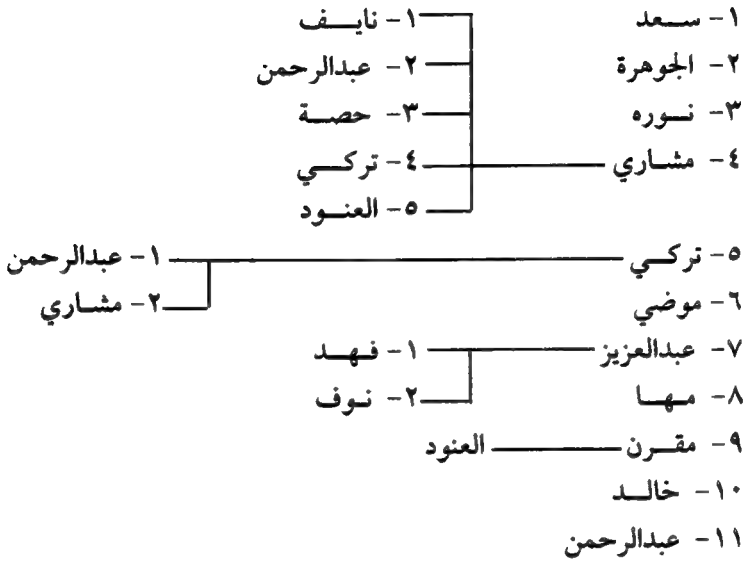 ١- سعد ١- نايف
٢- الجوهرة ٢- عبدالرحمن
٣- نوره ٣- حصة
٤- مشاري ٤- تركي
٥- العنود
٥- تركي ١- عبدالرحمن
٦- موضي ٢- مشاري
٧- عبدالعزيز ١- فهد
٨- مها ٢- نوف
٩- مقرن العنود
١٠- خالد
١١- عبدالرحمن